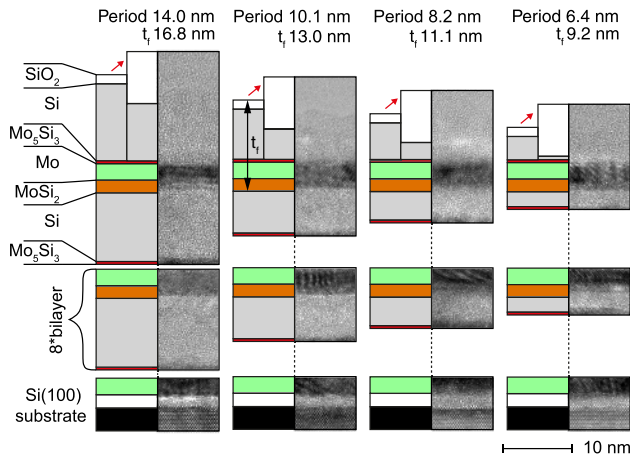 Period 14.0 nm
t_f 16.8 nm
Period 10.1 nm
t_f 13.0 nm
Period 8.2 nm
t_f 11.1 nm
Period 6.4 nm
t_f 9.2 nm
SiO₂
Si
Mo₅Si₃
Mo
MoSi₂
Si
Mo₅Si₃
t_f
8*bilayer
Si(100)
substrate
10 nm